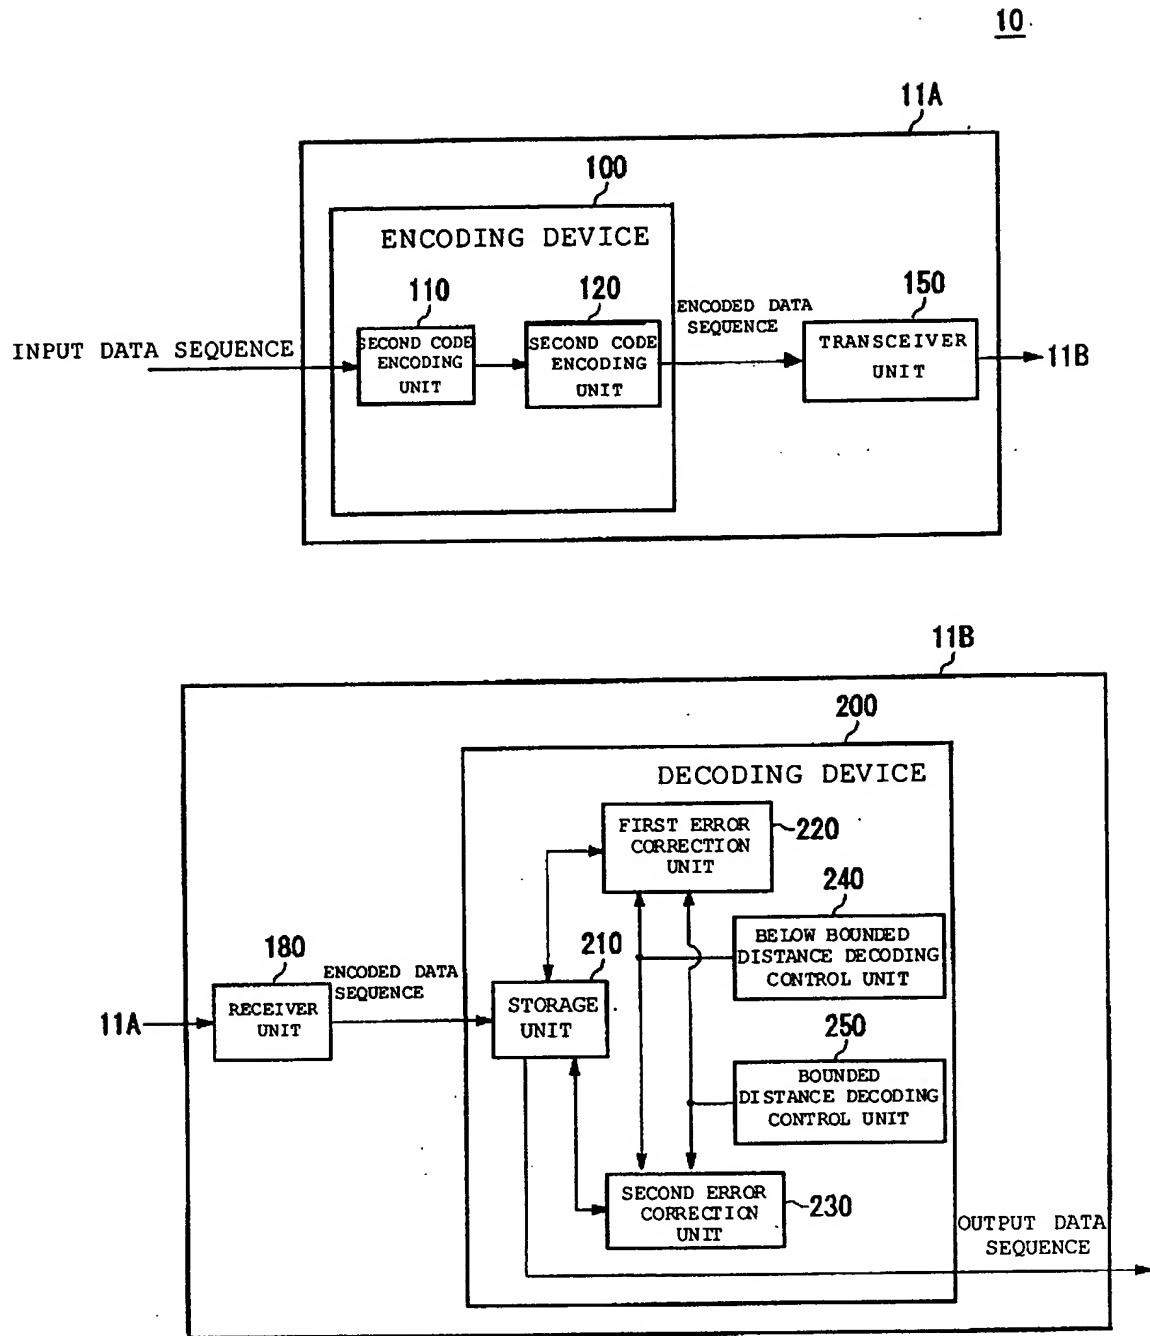 10
11A
100
ENCODING DEVICE
110
120
150
INPUT DATA SEQUENCE
SECOND CODE
ENCODING
UNIT
SECOND CODE
ENCODING
UNIT
ENCODED DATA
SEQUENCE
TRANSCEIVER
UNIT
11B
11B
200
DECODING DEVICE
FIRST ERROR
CORRECTION
UNIT
220
240
BELOW BOUNDED
DISTANCE DECODING
CONTROL UNIT
180
ENCODED DATA
SEQUENCE
210
11A
RECEIVER
UNIT
STORAGE
UNIT
250
BOUNDED
DISTANCE DECODING
CONTROL UNIT
SECOND ERROR
CORRECTION
UNIT
230
OUTPUT DATA
SEQUENCE